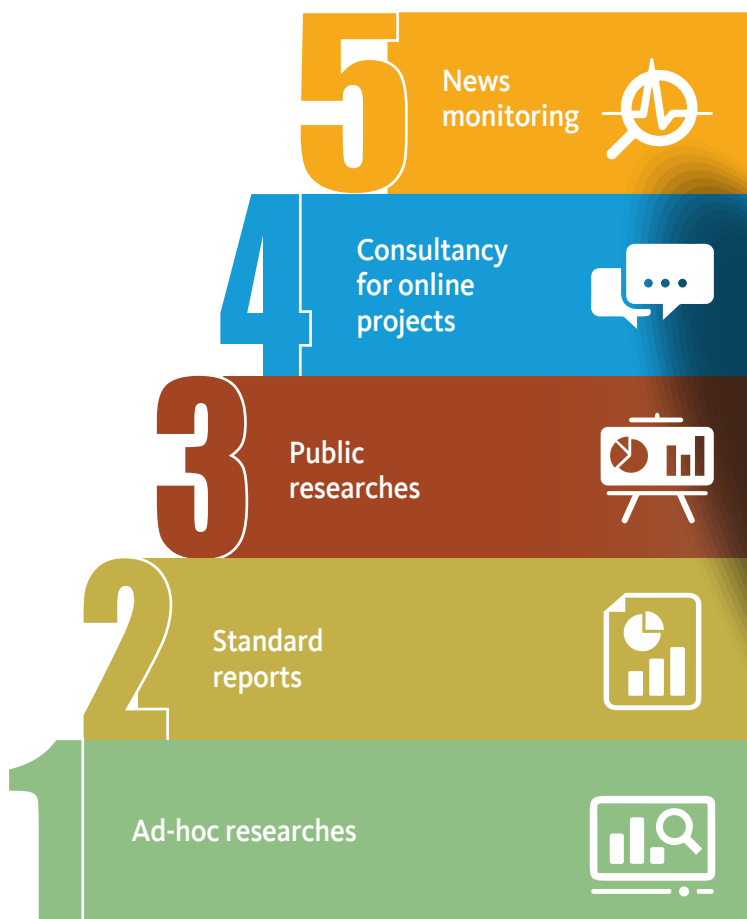 5
News
monitoring
4
Consultancy
for online
projects
3
Public
researches
2
Standard
reports
1
Ad-hoc researches